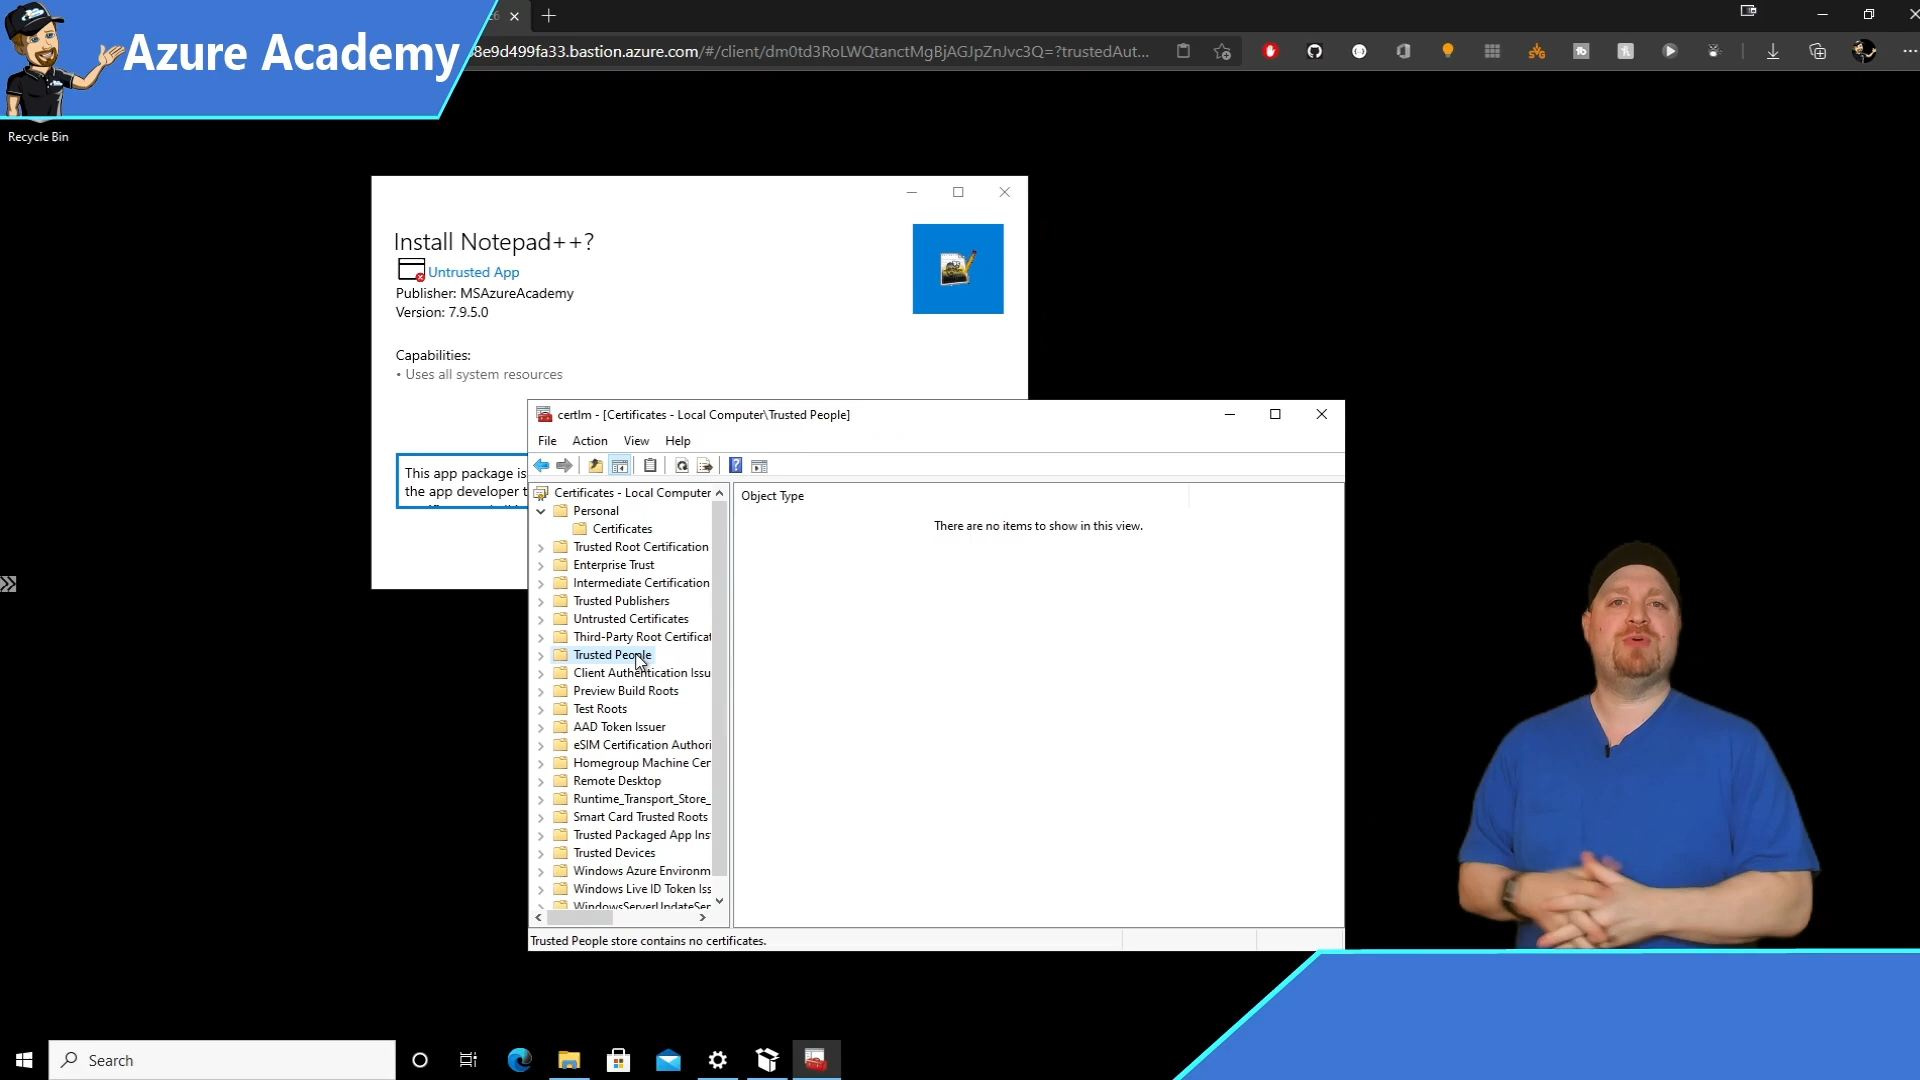 Azure Academy
8e9d499fa33.bastion.azure.com/#/client/dm0td3RoLWQtanctMgBjAGJpZnJvc3Q=?trustedAut...
Recycle Bin
Install Notepad++?
Untrusted App
Publisher: MSAzureAcademy
Version: 7.9.5.0
Capabilities:
• Uses all system resources
This app package is
the app developer t
certlm - [Certificates - Local Computer\Trusted People]
File Action View Help
Certificates - Local Computer
Personal
Certificates
Trusted Root Certification
Enterprise Trust
Intermediate Certification
Trusted Publishers
Untrusted Certificates
Third-Party Root Certificat
Trusted People
Client Authentication Issu
Preview Build Roots
Test Roots
AAD Token Issuer
eSIM Certification Authori
Homegroup Machine Cer
Remote Desktop
Runtime_Transport_Store_
Smart Card Trusted Roots
Trusted Packaged App Ins
Trusted Devices
Windows Azure Environm
Windows Live ID Token Iss
WindowsServerUpdateSer
Object Type
There are no items to show in this view.
Trusted People store contains no certificates.
Search